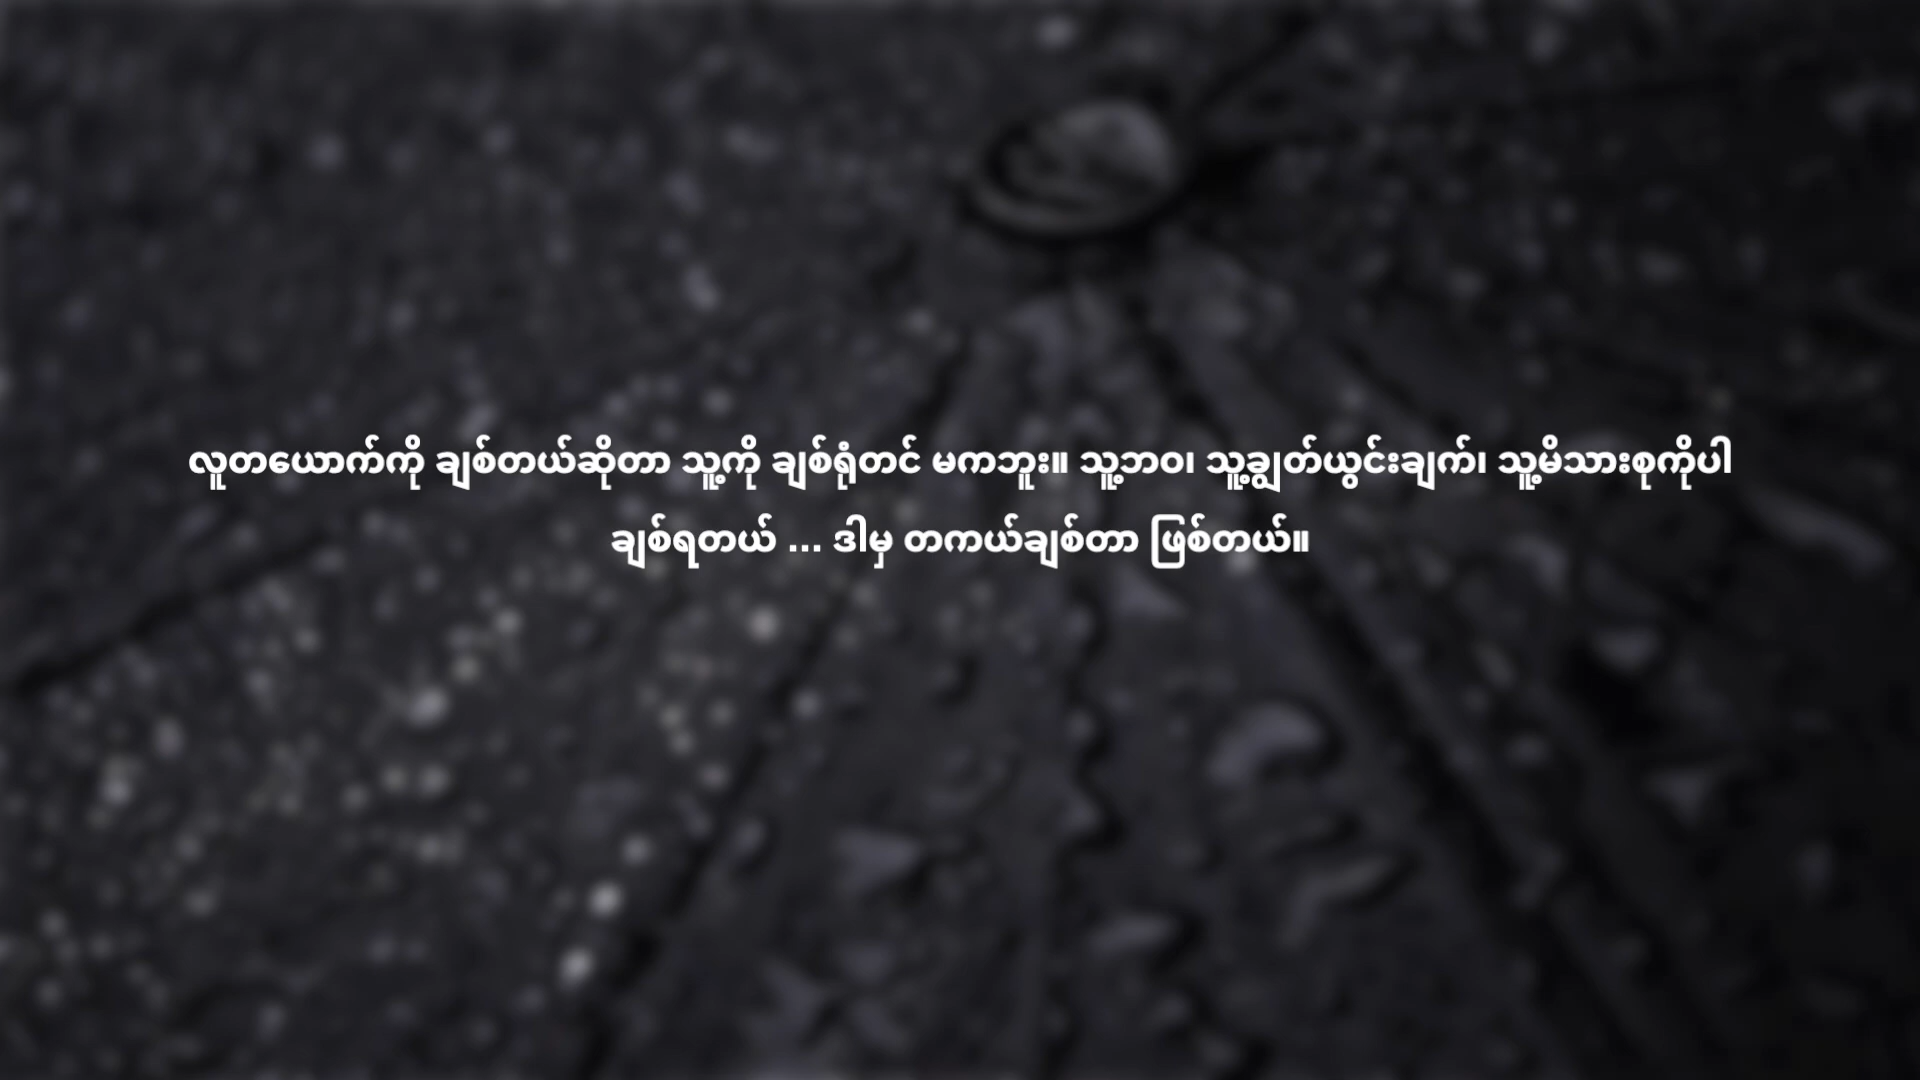 လူတယောက်ကို ချစ်တယ်ဆိုတာ သူ့ကို ချစ်ရုံတင် မကဘူး။ သူ့ဘဝ၊ သူ့ချွတ်ယွင်းချက်၊ သူ့မိသားစုကိုပါ
ချစ်ရတယ် ... ဒါမှ တကယ်ချစ်တာ ဖြစ်တယ်။